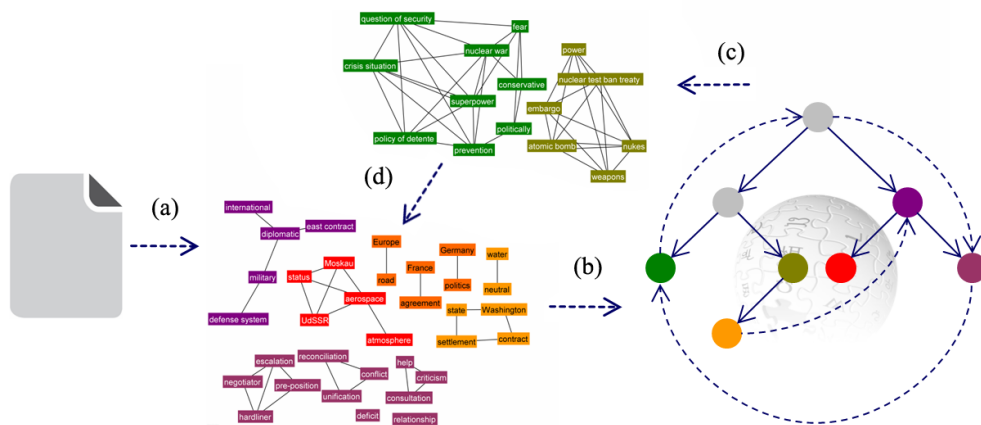 question of security
fear
nuclear war
crisis situation
conservative
superpower
policy of detente
politically
prevention
power
nuclear test ban treaty
embargo
atomic bomb
nukes
weapons
(c)
(d)
(a)
international
diplomatic
east contract
military
defense system
Moskau
status
aerospace
UdSSR
atmosphere
Europe
road
France
agreement
Germany
politics
water
neutral
state
Washington
settlement
contract
(b)
escalation
negotiator
pre-position
hardliner
reconciliation
conflict
unification
help
criticism
consultation
deficit
relationship